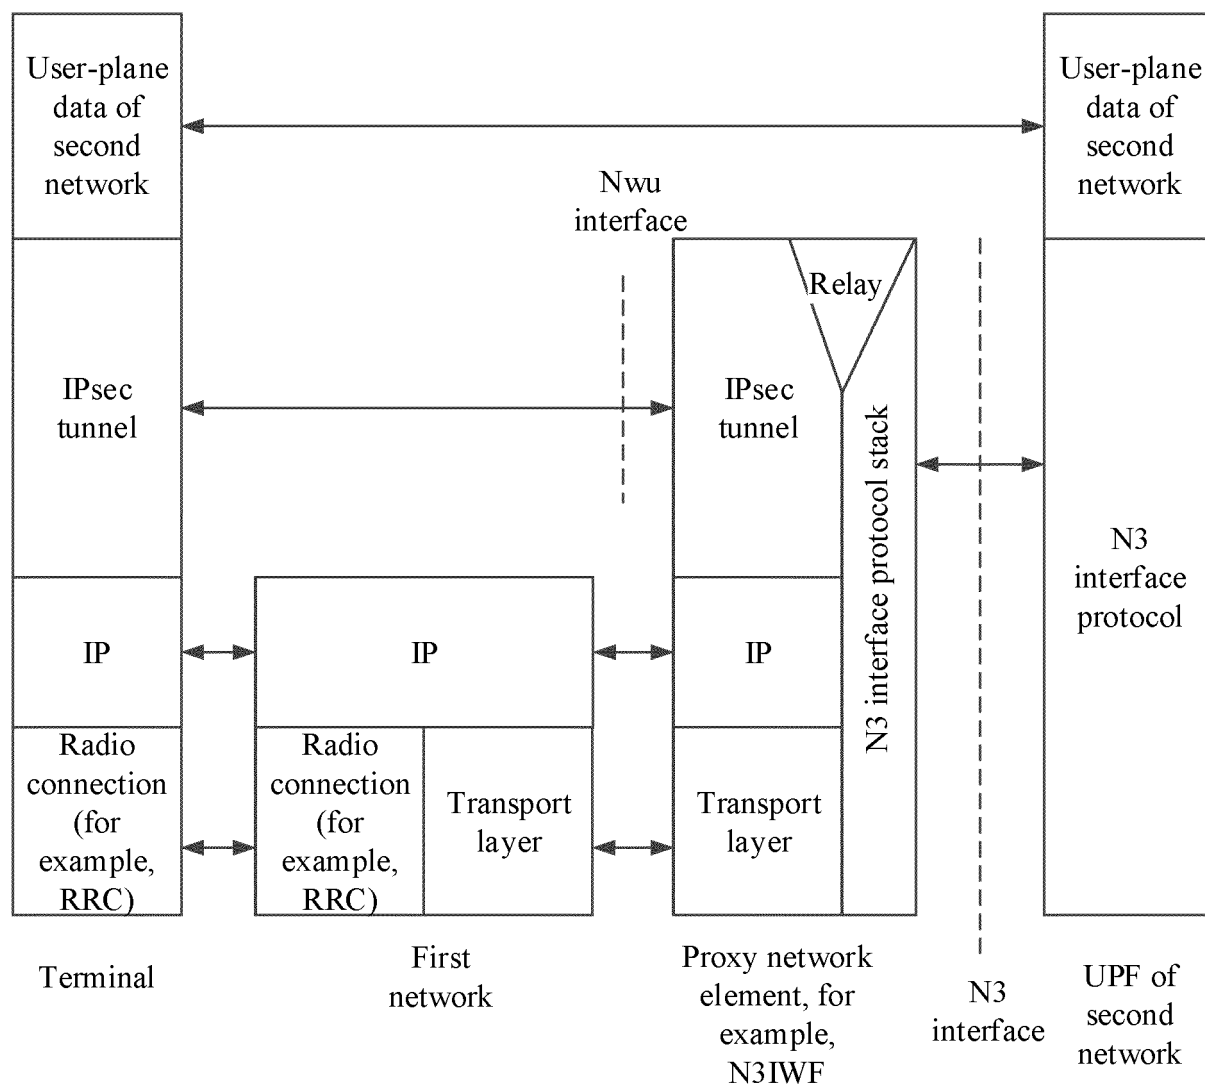 User-plane
data of
second
network
User-plane
data of
second
network
Nwu
interface
Relay
IPsec
tunnel
IPsec
tunnel
N3 interface protocol stack
N3
interface
protocol
IP
IP
IP
Radio
connection
(for
example,
RRC)
Radio
connection
(for
example,
RRC)
Transport
layer
Transport
layer
Terminal
First
network
Proxy network
element, for
example,
N3IWF
N3
interface
UPF of
second
network